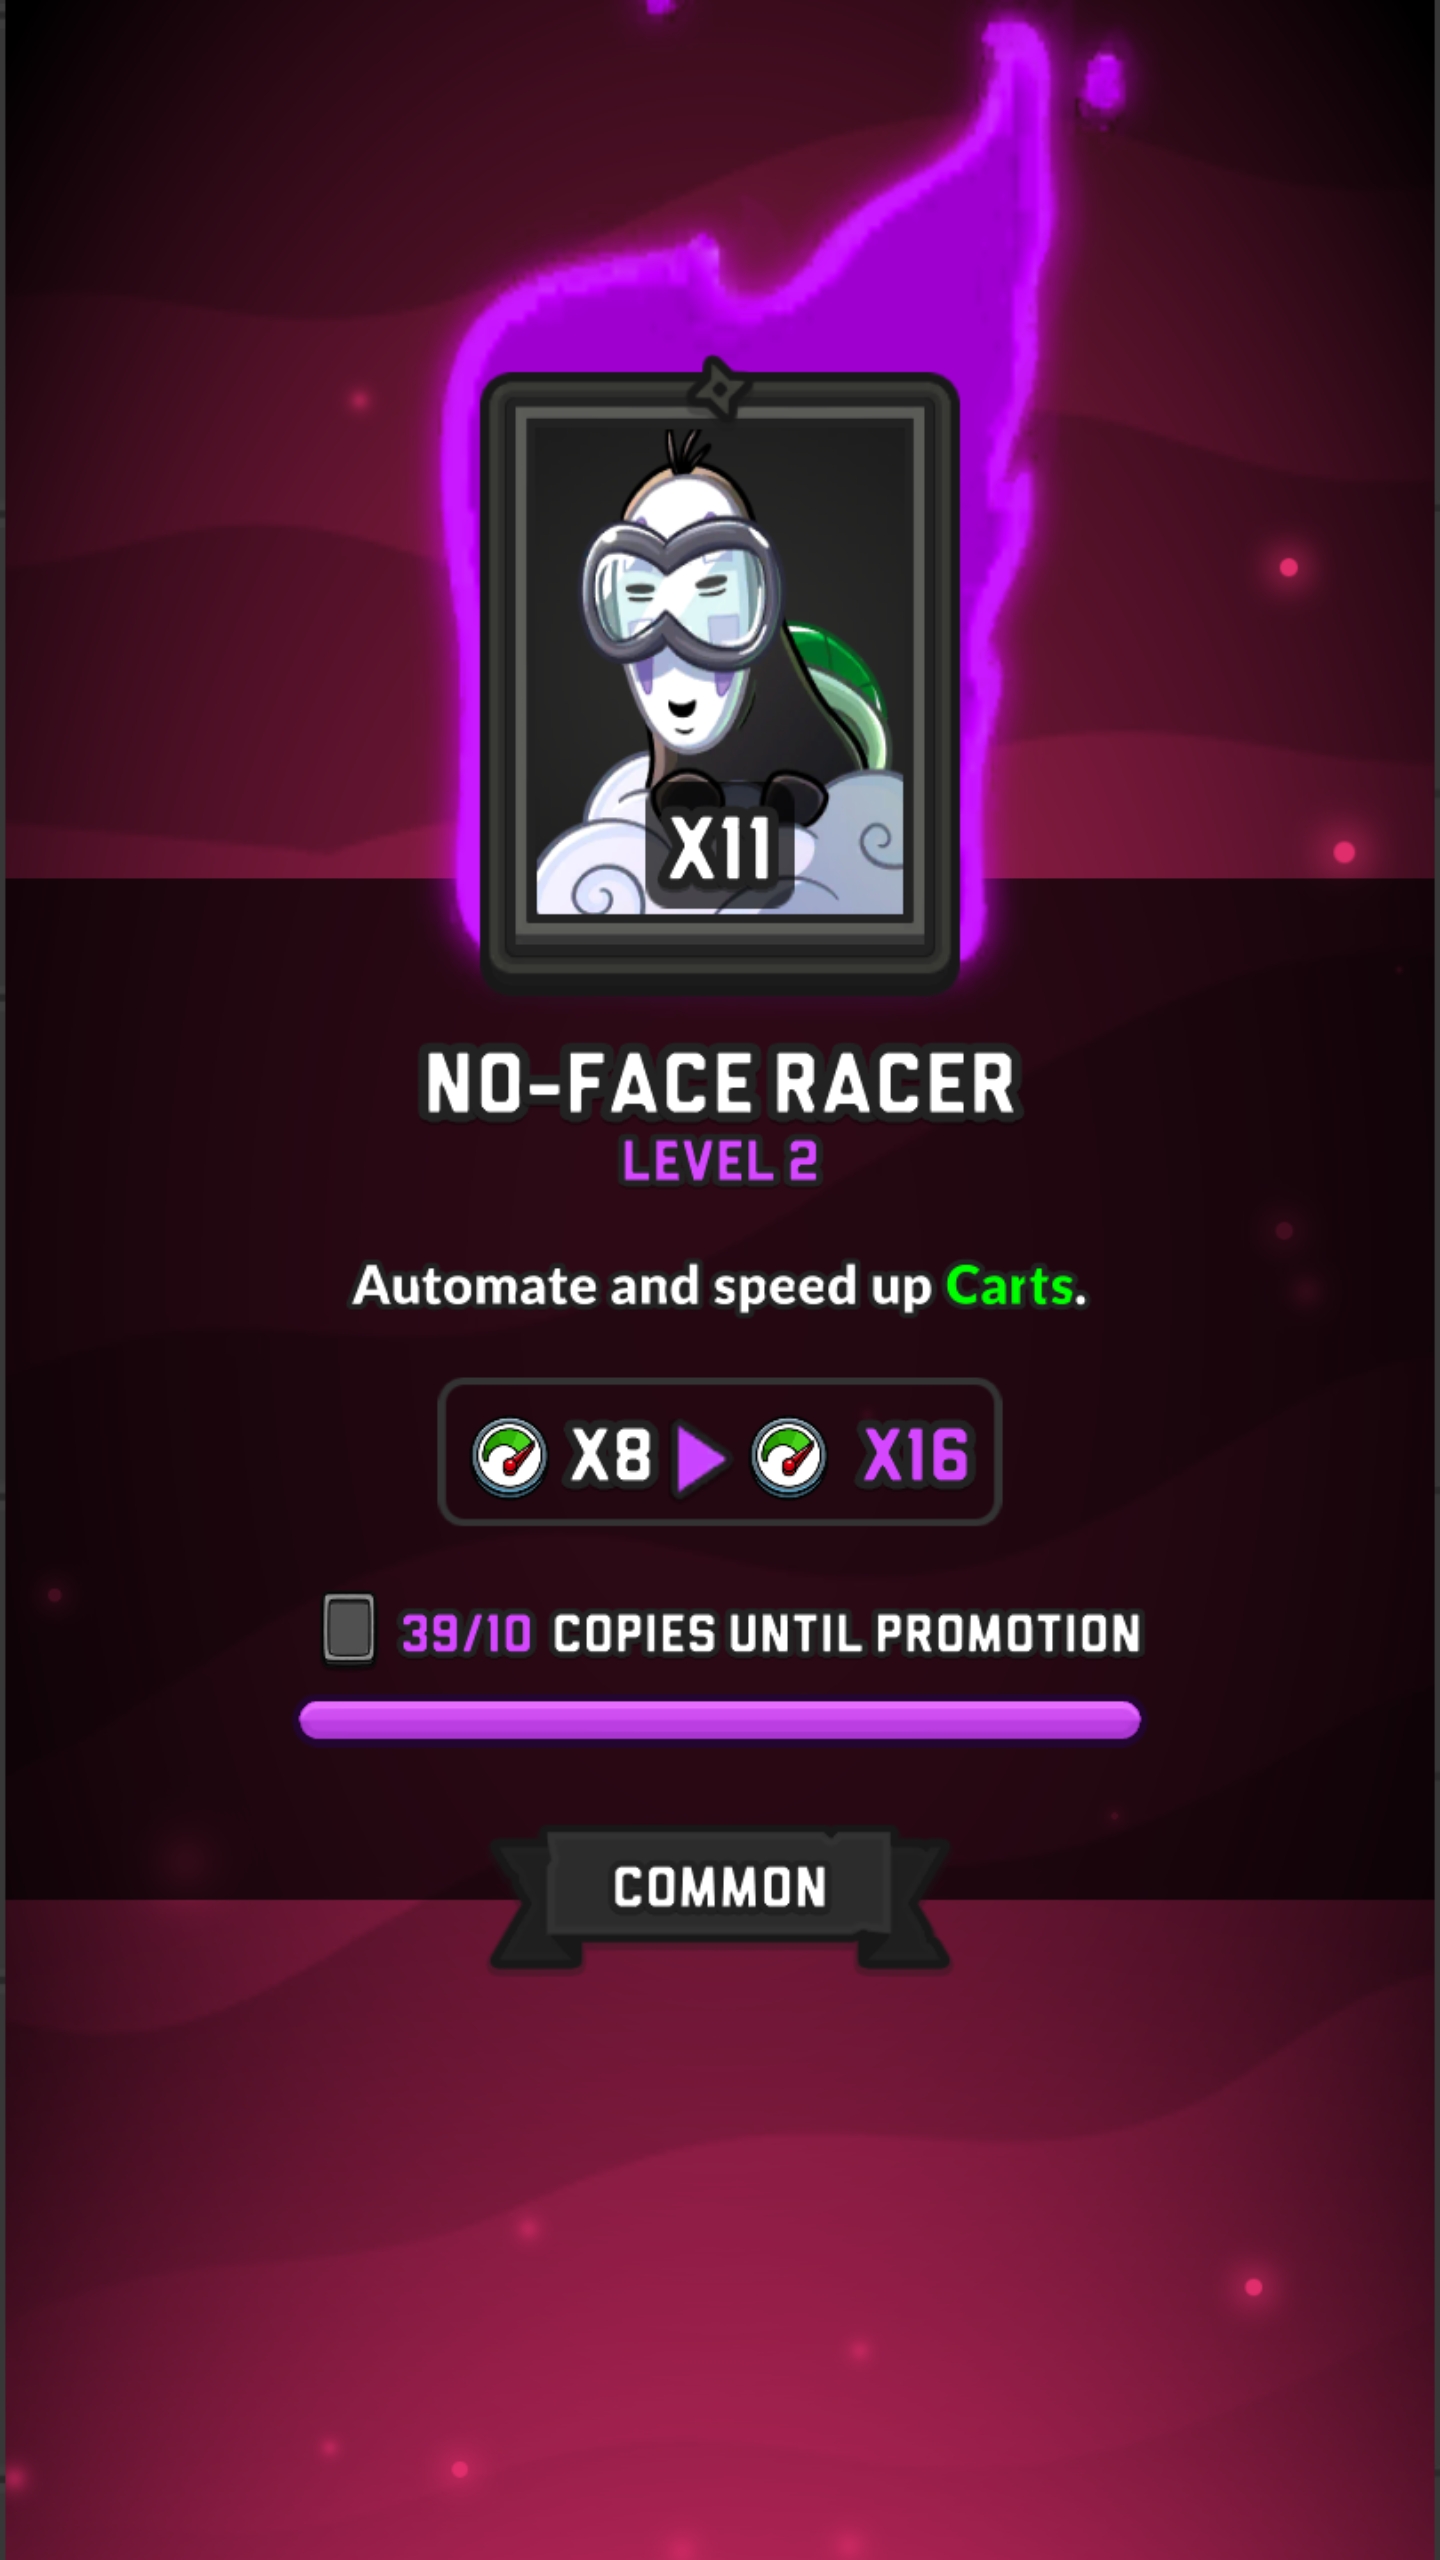 X11
NO-FACE RACER
LEVEL 2
Automate and speed up Carts.
X8 X16
39/10 COPIES UNTIL PROMOTION
COMMON